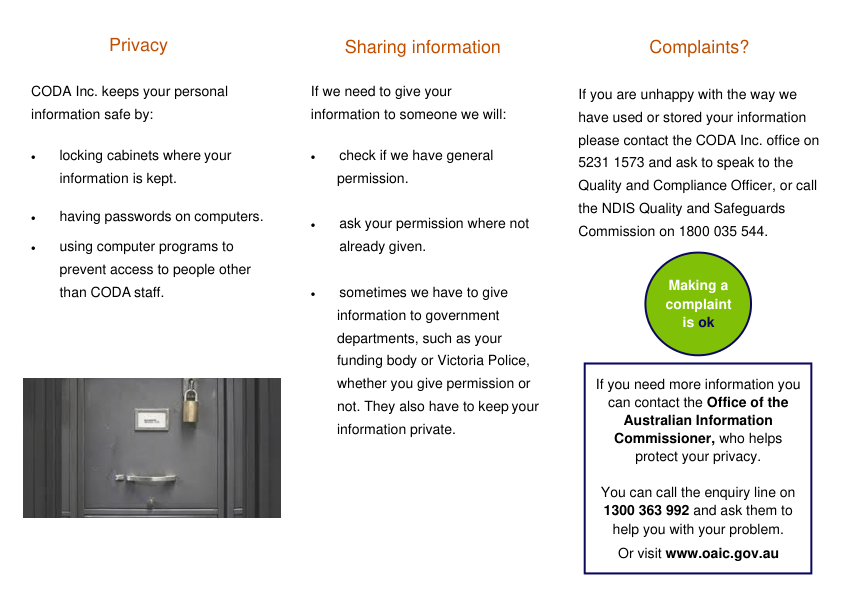 Privacy
CODA Inc. keeps your personal
information safe by:
• locking cabinets where your
information is kept.
• having passwords on computers.
• using computer programs to
prevent access to people other
than CODA staff.
Sharing information
If we need to give your
information to someone we will:
• check if we have general
permission.
• ask your permission where not
already given.
• sometimes we have to give
information to government
departments, such as your
funding body or Victoria Police,
whether you give permission or
not. They also have to keep your
information private.
Complaints?
If you are unhappy with the way we
have used or stored your information
please contact the CODA Inc. office on
5231 1573 and ask to speak to the
Quality and Compliance Officer, or call
the NDIS Quality and Safeguards
Commission on 1800 035 544.
Making a
complaint
is ok
If you need more information you
can contact the Office of the
Australian Information
Commissioner, who helps
protect your privacy.
You can call the enquiry line on
1300 363 992 and ask them to
help you with your problem.
Or visit www.oaic.gov.au